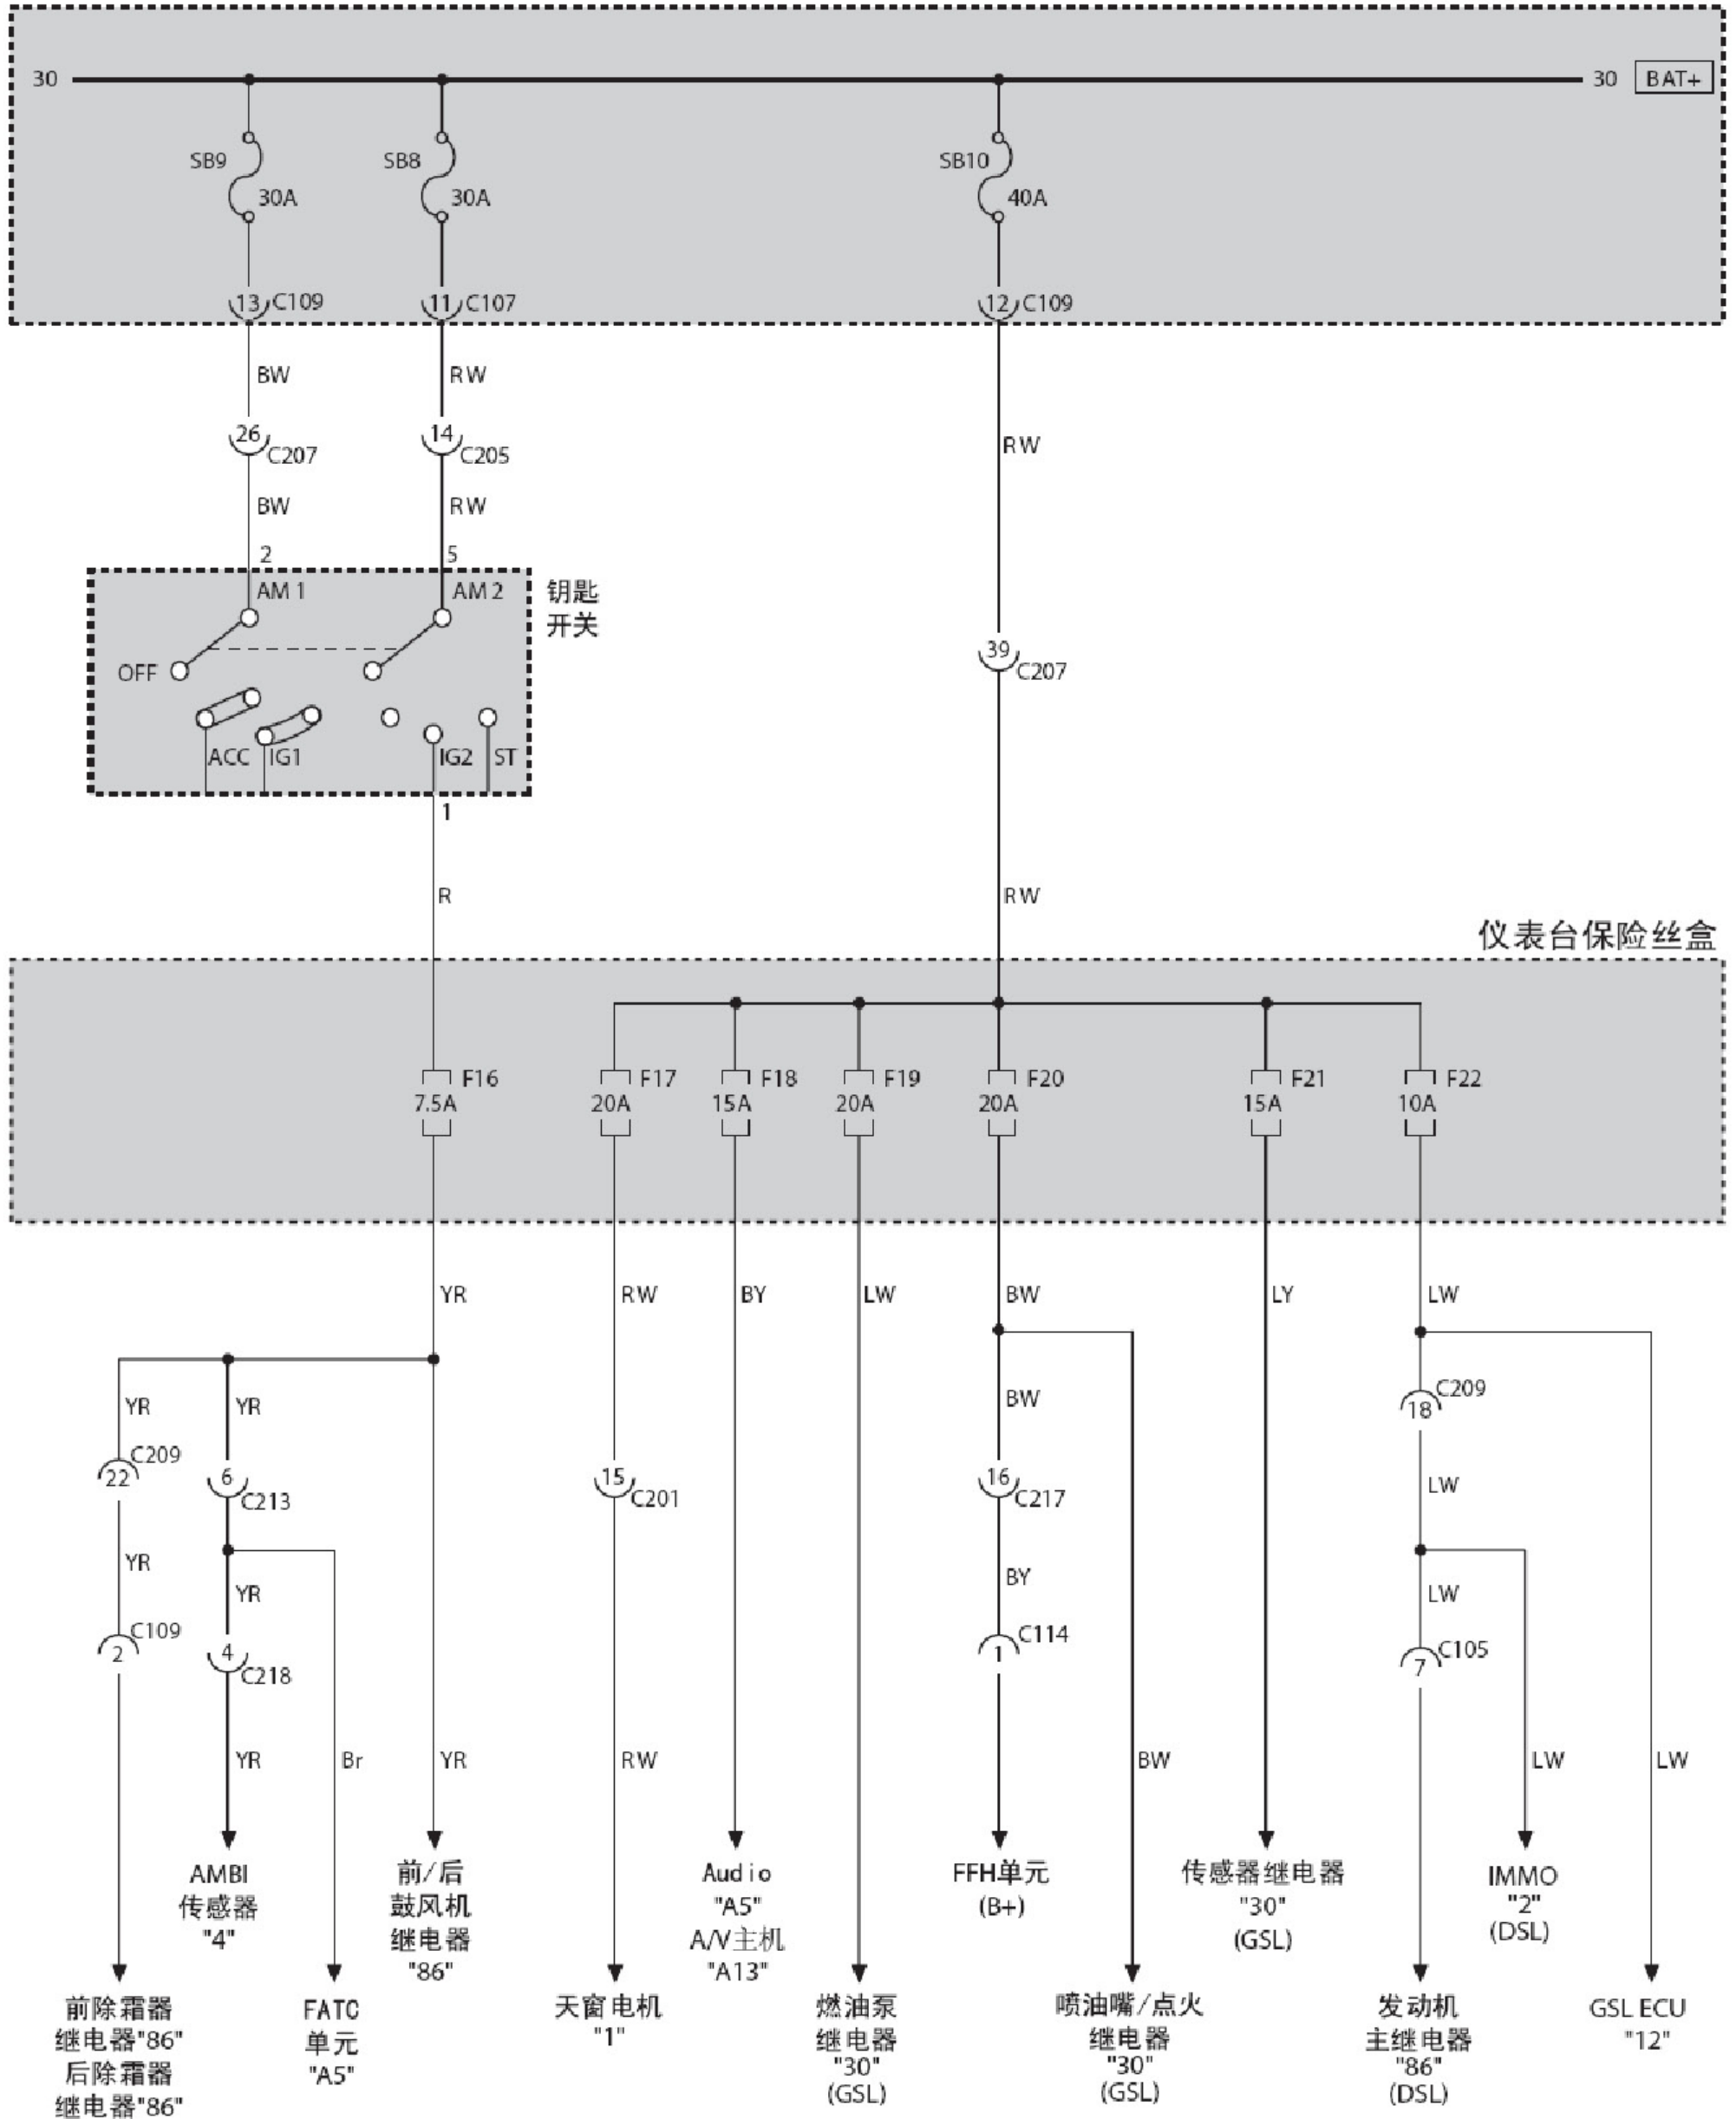 30
30
BAT+
SB9
SB8
SB10
30A
30A
40A
13
C109
11
C107
12
C109
BW
RW
26
C207
14
C205
RW
BW
RW
2
5
AM 1
AM 2
钥匙
开关
39
C207
OFF
ACC
IG1
IG2
ST
1
R
RW
仪表台保险丝盒
F16
F17
F18
F19
F20
F21
F22
7.5A
20A
15A
20A
20A
15A
10A
YR
RW
BY
LW
BW
LY
LW
YR
YR
BW
C209
18
C209
22
6
C213
15
C201
16
C217
LW
YR
YR
BY
LW
C109
2
4
C218
C114
1
C105
7
YR
Br
YR
RW
BW
LW
LW
AMBI
传感器
"4"
前/后
鼓风机
继电器
"86"
Audio
"A5"
A/V主机
"A13"
FFH单元
(B+)
传感器继电器
"30"
(GSL)
IMMO
"2"
(DSL)
前除霜器
继电器"86"
后除霜器
继电器"86"
FATC
单元
"A5"
天窗电机
"1"
燃油泵
继电器
"30"
(GSL)
喷油嘴/点火
继电器
"30"
(GSL)
发动机
主继电器
"86"
(DSL)
GSL ECU
"12"